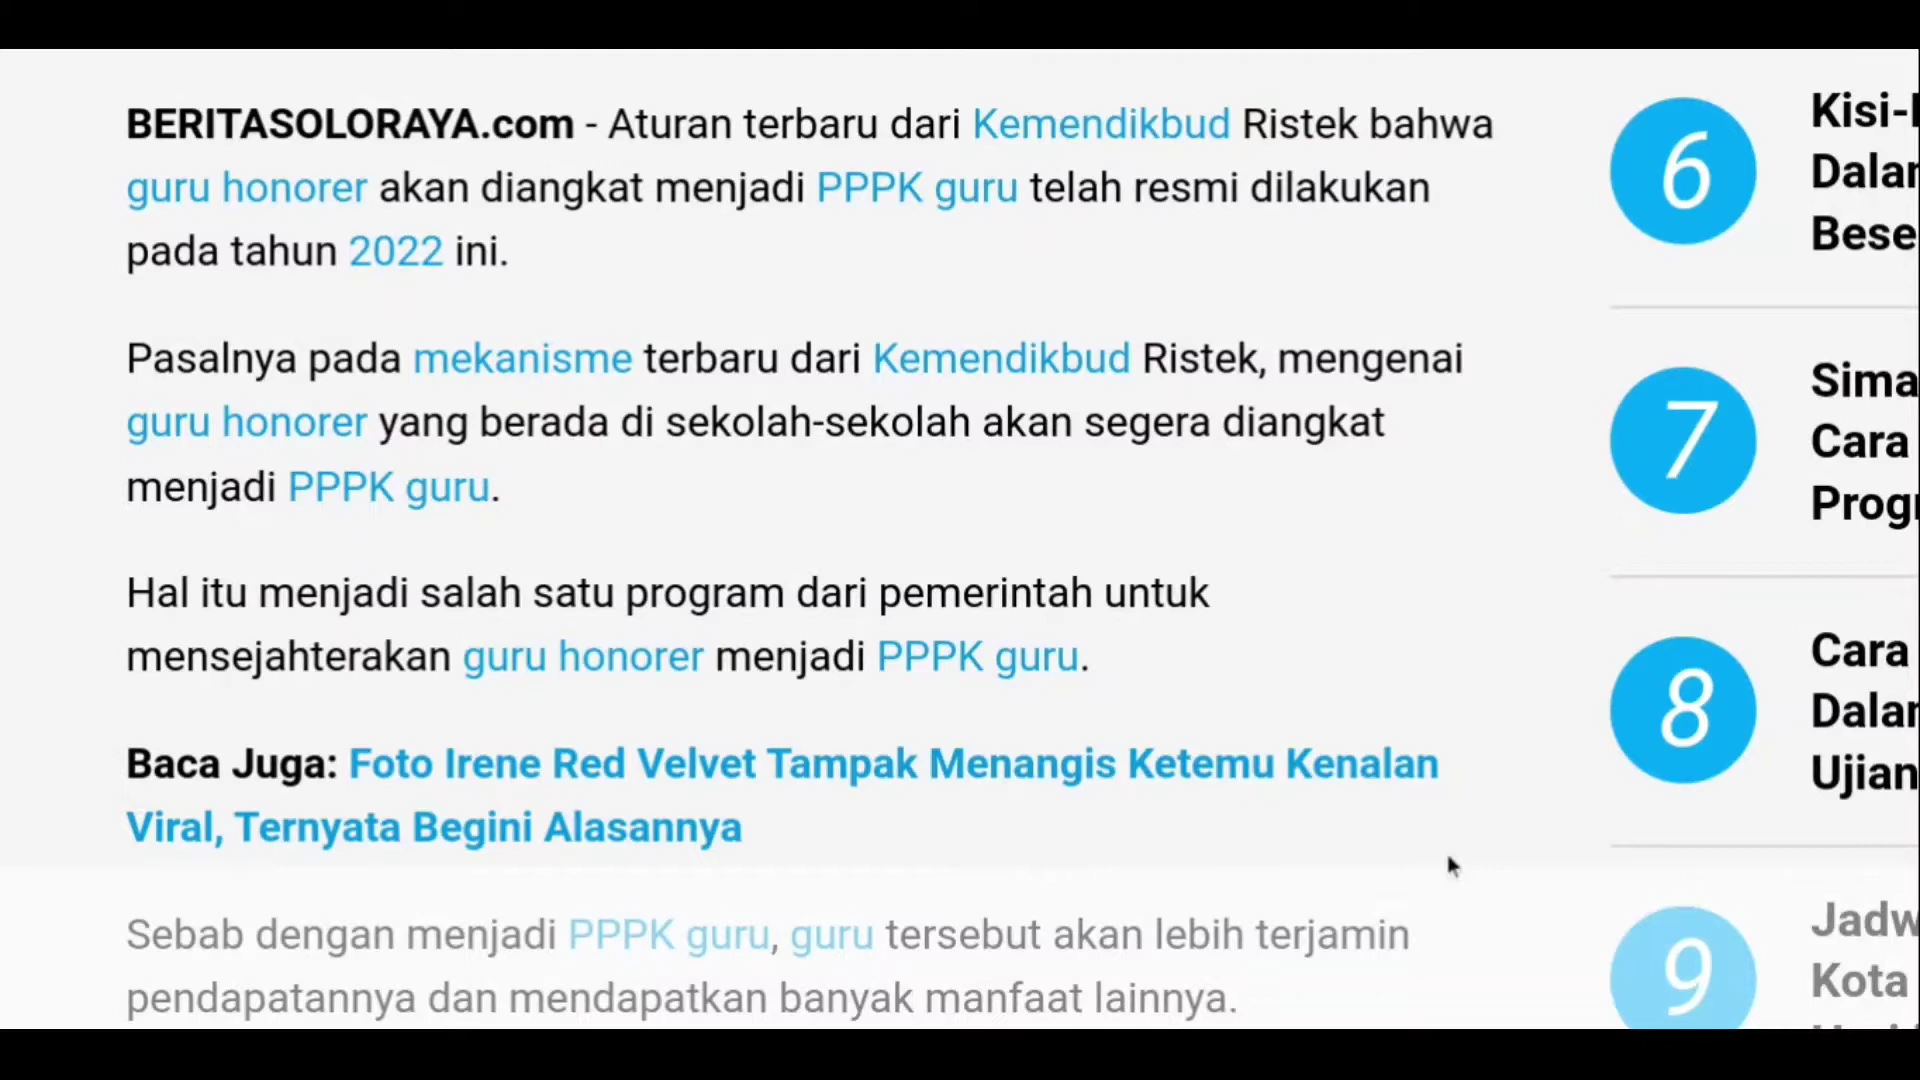 BERITASOLORAYA.com - Aturan terbaru dari Kemendikbud Ristek bahwa
guru honorer akan diangkat menjadi PPPK guru telah resmi dilakukan
pada tahun 2022 ini.
Pasalnya pada mekanisme terbaru dari Kemendikbud Ristek, mengenai
guru honorer yang berada di sekolah-sekolah akan segera diangkat
menjadi PPPK guru.
Hal itu menjadi salah satu program dari pemerintah untuk
mensejahterakan guru honorer menjadi PPPK guru.
Baca Juga: Foto Irene Red Velvet Tampak Menangis Ketemu Kenalan
Viral, Ternyata Begini Alasannya
Sebab dengan menjadi PPPK guru, guru tersebut akan lebih terjamin
pendapatannya dan mendapatkan banyak manfaat lainnya.
6
Kisi-
7
Cara
8
Cara
Ujian
9
Kota